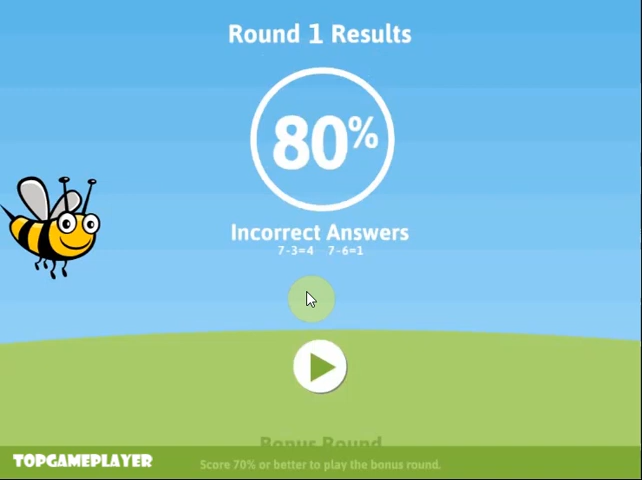 Round 1 Results
80%
Incorrect Answers
7-3=4 7-6=1
Bonus Round
TOPGAMEPLAYER
Score 70% or better to play the bonus round.